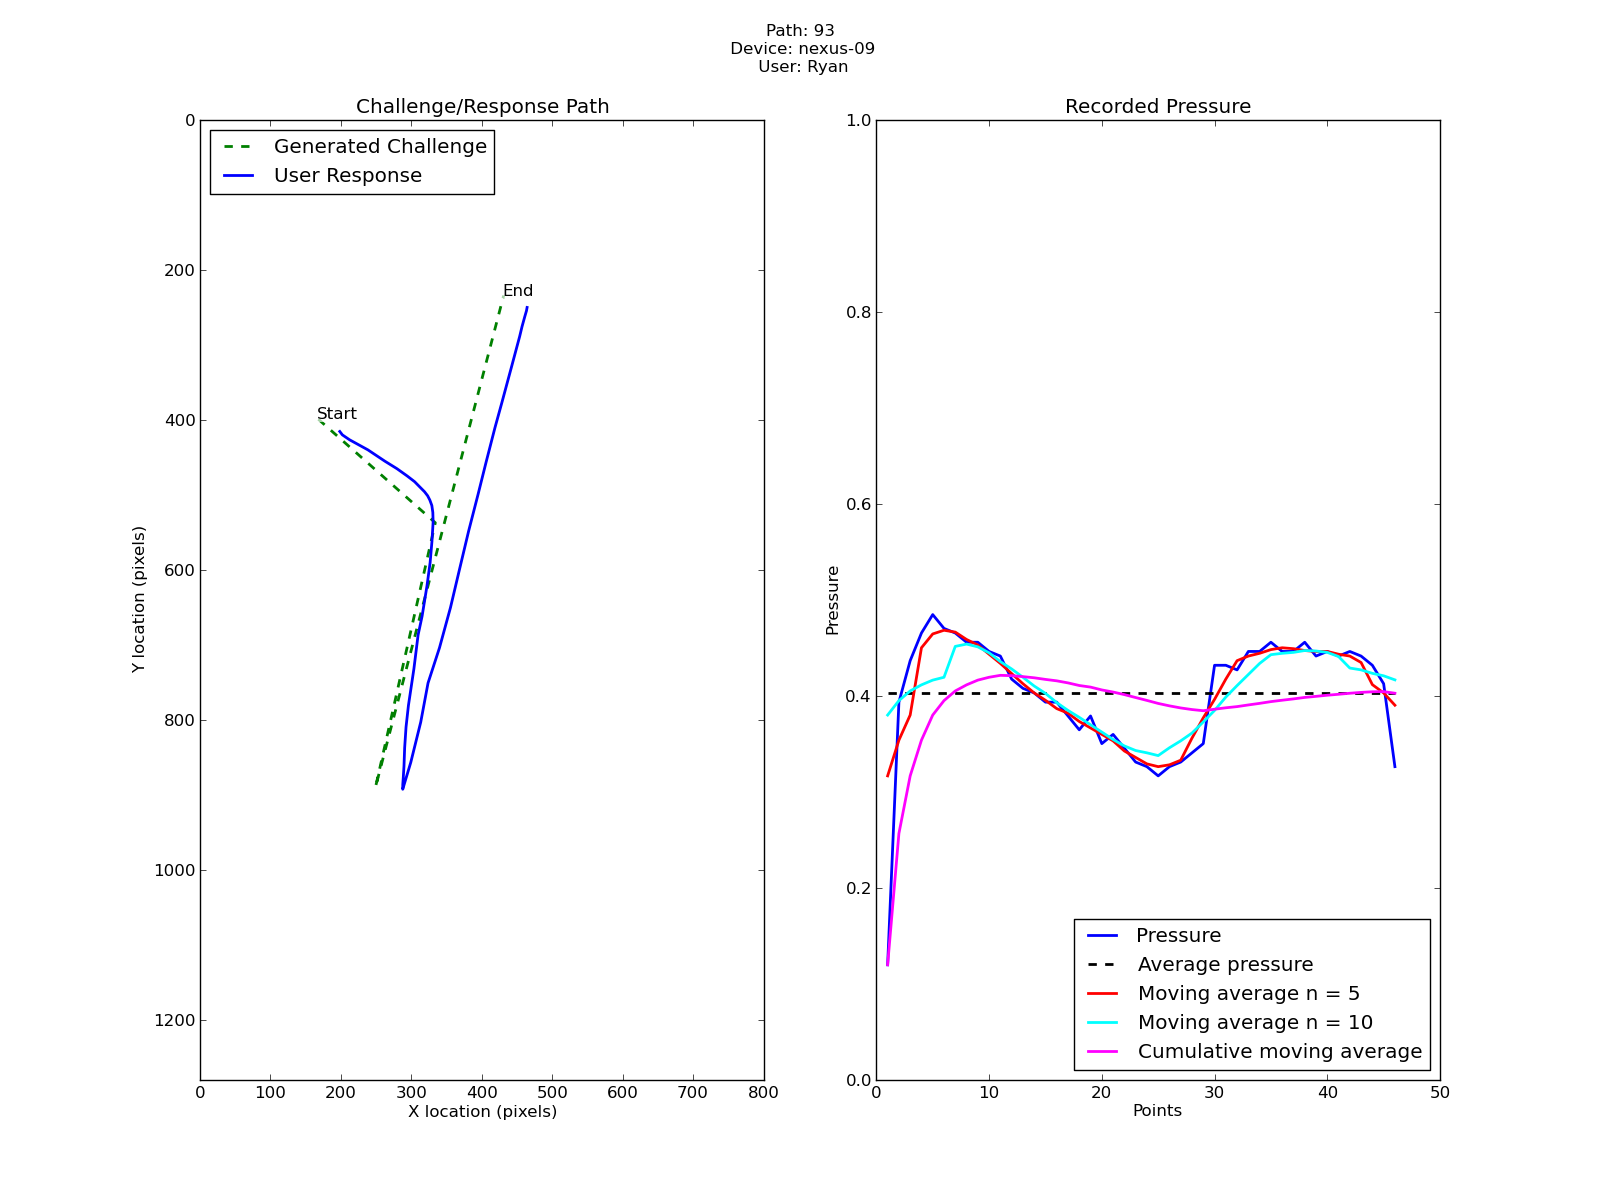 Path: 93
Device: nexus-09
User: Ryan
Challenge/Response Path
Generated Challenge
User Response
Start
End
0
200
400
600
800
1000
1200
Y location (pixels)
0 100 200 300 400 500 600 700 800
X location (pixels)
Recorded Pressure
1.0
0.8
0.6
0.4
0.2
0.0
Pressure
Pressure
Average pressure
Moving average n = 5
Moving average n = 10
Cumulative moving average
0 10 20 30 40 50
Points